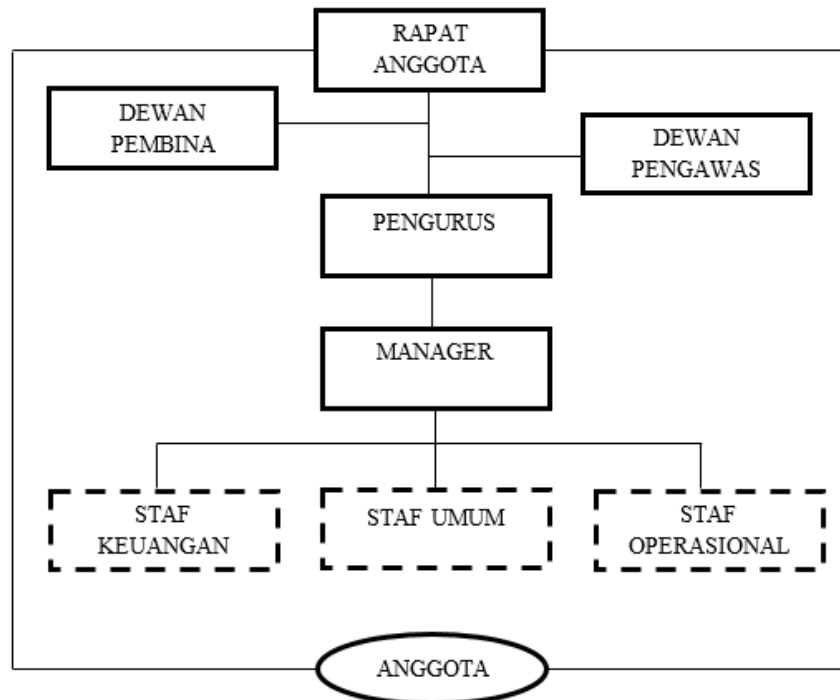 RAPAT
ANGGOTA
DEWAN
PEMBINA
DEWAN
PENGAWAS
PENGURUS
MANAGER
STAF
KEUANGAN
STAF UMUM
STAF
OPERASIONAL
ANGGOTA